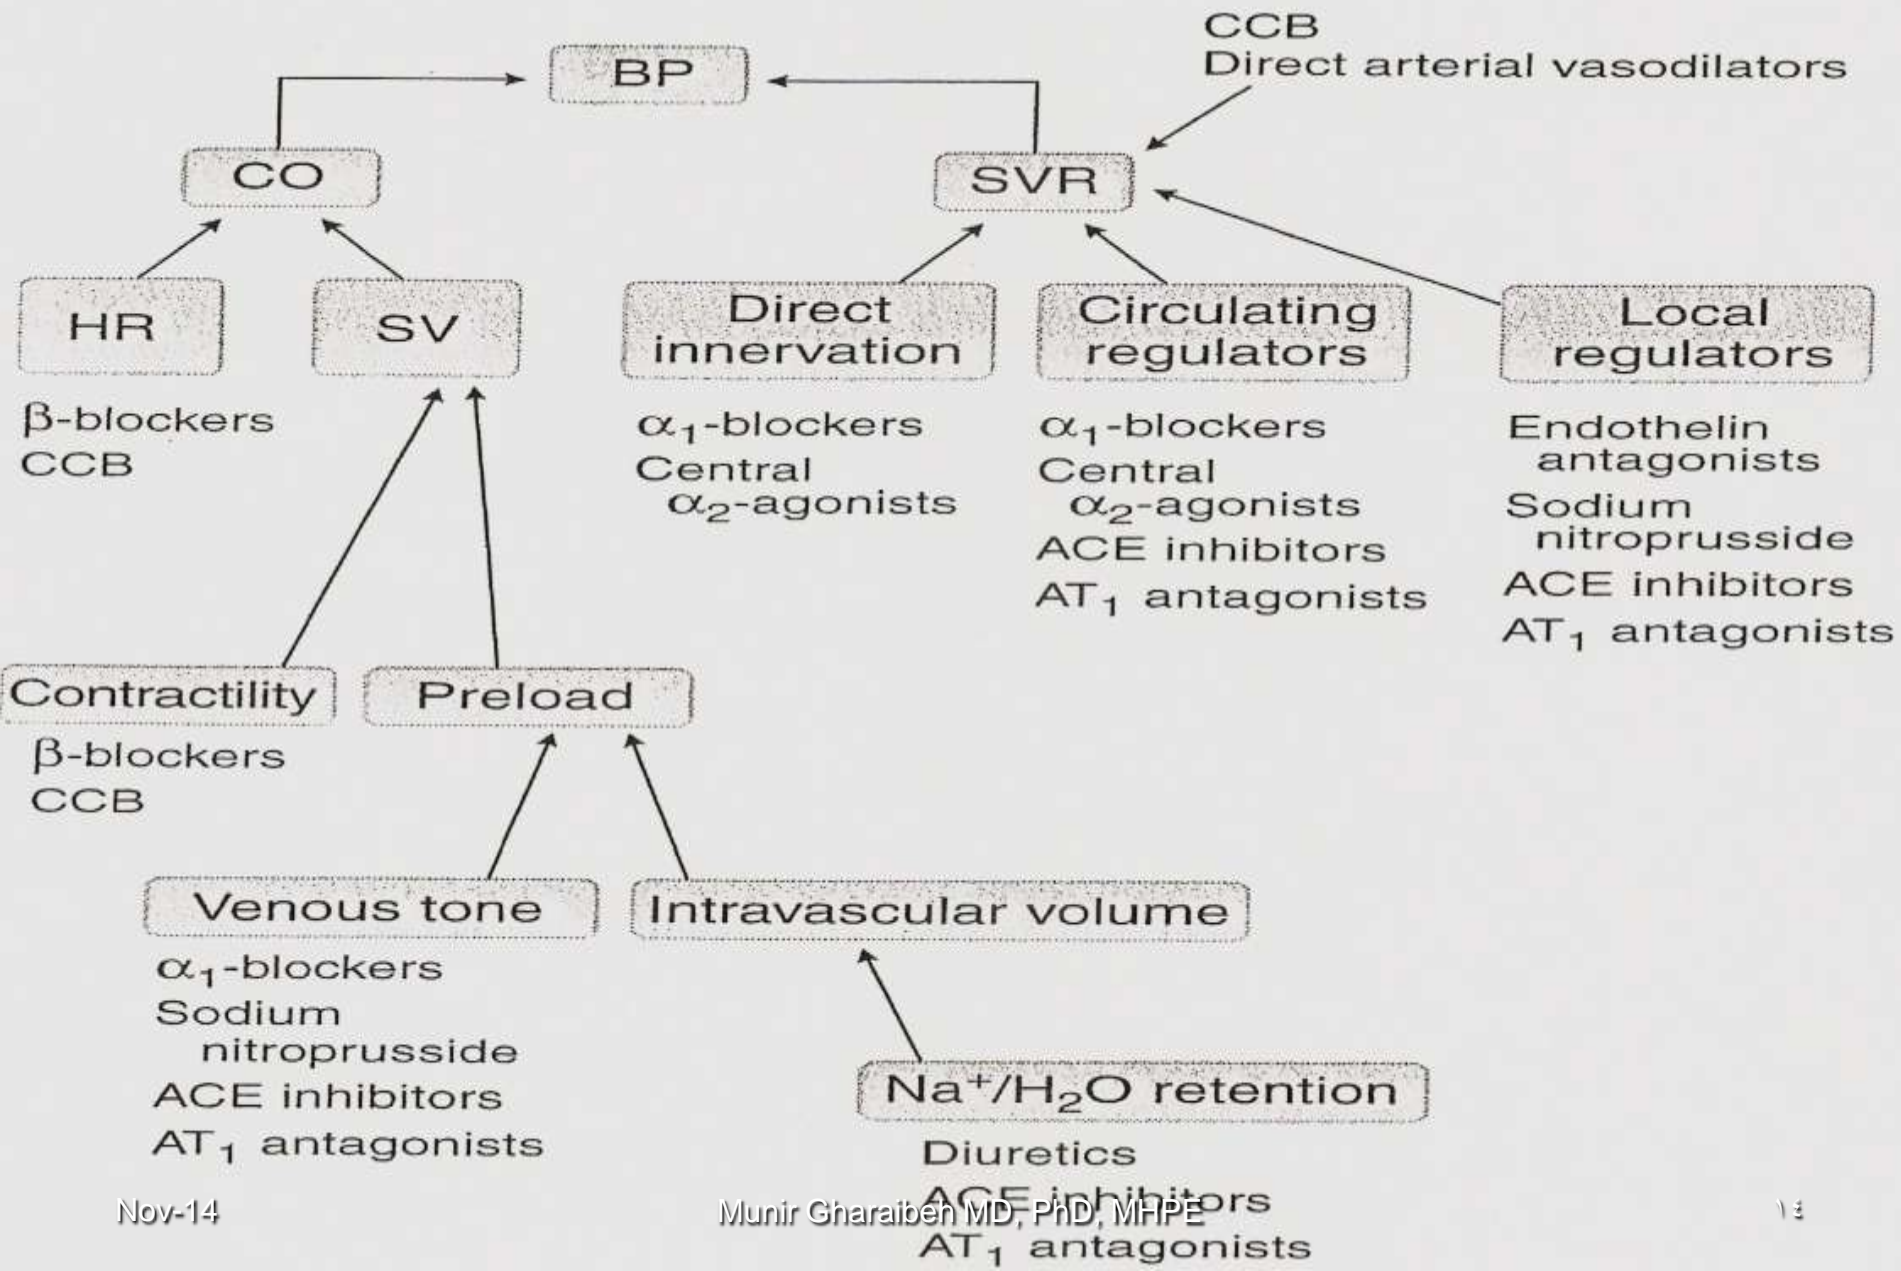 CCB
Direct arterial vasodilators
BP
CO
SVR
HR
SV
Direct
innervation
Circulating
regulators
Local
regulators
β-blockers
CCB
α₁-blockers
Central
α₂-agonists
α₁-blockers
Central
α₂-agonists
ACE inhibitors
AT₁ antagonists
Endothelin
antagonists
Sodium
nitroprusside
ACE inhibitors
AT₁ antagonists
Contractility
Preload
β-blockers
CCB
Venous tone
Intravascular volume
α₁-blockers
Sodium
nitroprusside
ACE inhibitors
AT₁ antagonists
Na⁺/H₂O retention
Diuretics
ACE inhibitors
AT₁ antagonists
Nov-14
Munir Gharaibeh MD, PhD, MHPE
١٤